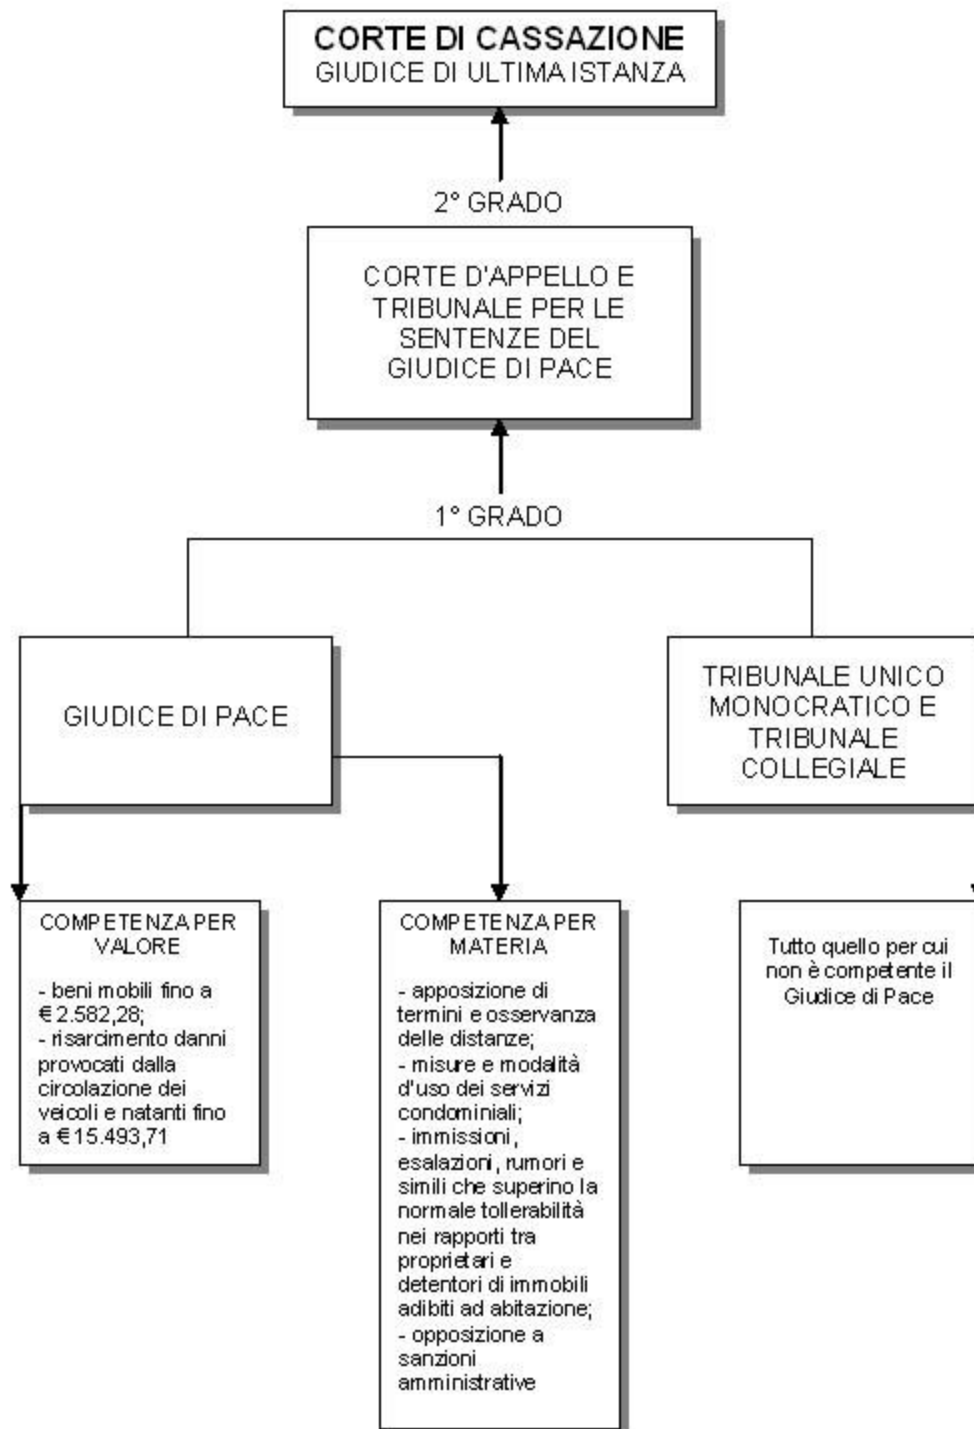 CORTE DI CASSAZIONE
GIUDICE DI ULTIMA ISTANZA
2° GRADO
CORTE D'APPELLO E
TRIBUNALE PER LE
SENTENZE DEL
GIUDICE DI PACE
1° GRADO
GIUDICE DI PACE
TRIBUNALE UNICO
MONOCRATICO E
TRIBUNALE
COLLEGIALE
COMPETENZA PER
VALORE
- beni mobili fino a
€ 2.582,28;
- risarcimento danni
provocati dalla
circolazione dei
veicoli e natanti fino
a € 15.493,71
COMPETENZA PER
MATERIA
- apposizione di
termini e osservanza
delle distanze;
- misure e modalità
d'uso dei servizi
condominiali;
- immissioni,
esalazioni, rumori e
simili che superino la
normale tollerabilità
nei rapporti tra
proprietari e
detentori di immobili
adibiti ad abitazione;
- opposizione a
sanzioni
amministrative
Tutto quello per cui
non è competente il
Giudice di Pace